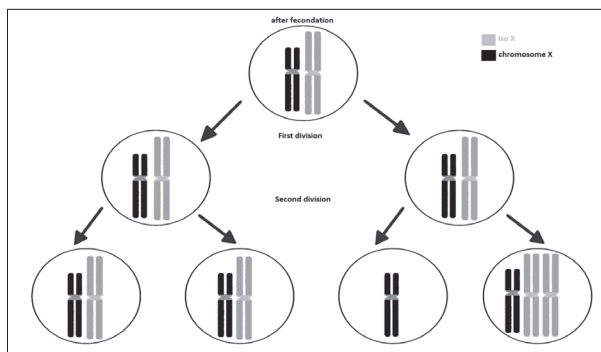 after fecondation
iso X
chromosome X
First division
Second division